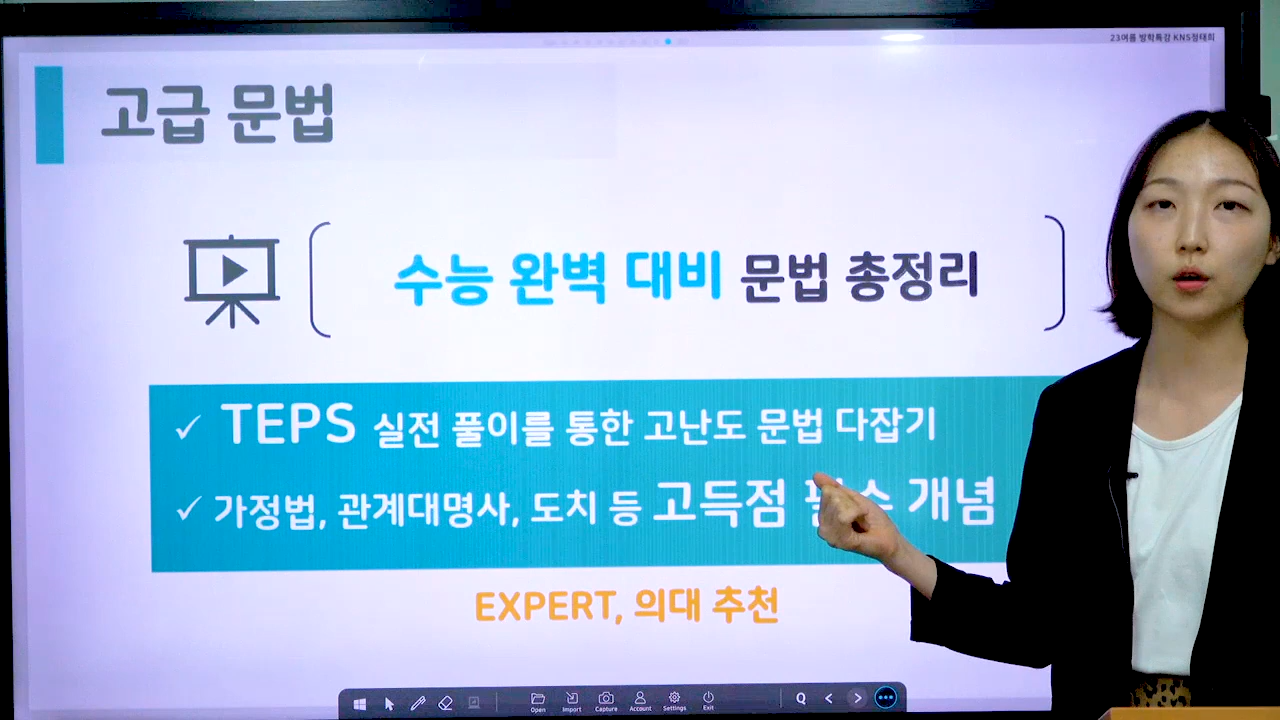 23여름 방학특강 KNS정태희
고급 문법
수능 완벽 대비 문법 총정리
✓ TEPS 실전 풀이를 통한 고난도 문법 다잡기
✓ 가정법, 관계대명사, 도치 등 고득점 개념
EXPERT, 의대 추천
Open Import Capture Account Settings Exit